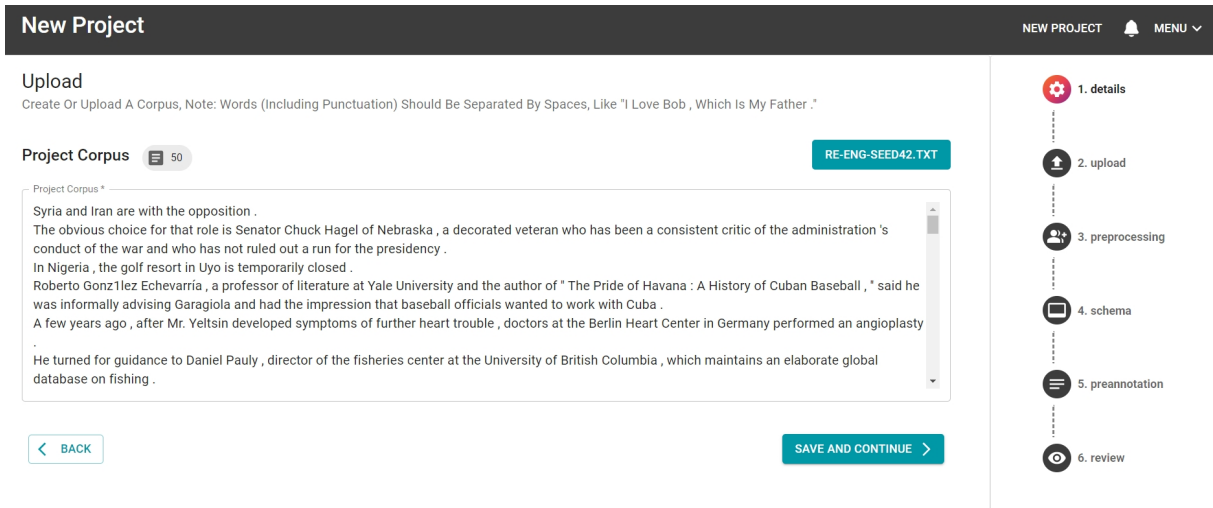 New Project
NEW PROJECT
MENU
Upload
Create Or Upload A Corpus, Note: Words (Including Punctuation) Should Be Separated By Spaces, Like "I Love Bob , Which Is My Father ."
Project Corpus
50
RE-ENG-SEED42.TXT
Project Corpus *
Syria and Iran are with the opposition .
The obvious choice for that role is Senator Chuck Hagel of Nebraska , a decorated veteran who has been a consistent critic of the administration 's
conduct of the war and who has not ruled out a run for the presidency .
In Nigeria , the golf resort in Uyo is temporarily closed .
Roberto Gonz1lez Echevarría , a professor of literature at Yale University and the author of " The Pride of Havana : A History of Cuban Baseball , " said he
was informally advising Garagiola and had the impression that baseball officials wanted to work with Cuba .
A few years ago , after Mr. Yeltsin developed symptoms of further heart trouble , doctors at the Berlin Heart Center in Germany performed an angioplasty
.
He turned for guidance to Daniel Pauly , director of the fisheries center at the University of British Columbia , which maintains an elaborate global
database on fishing .
BACK
SAVE AND CONTINUE
1. details
2. upload
3. preprocessing
4. schema
5. preannotation
6. review